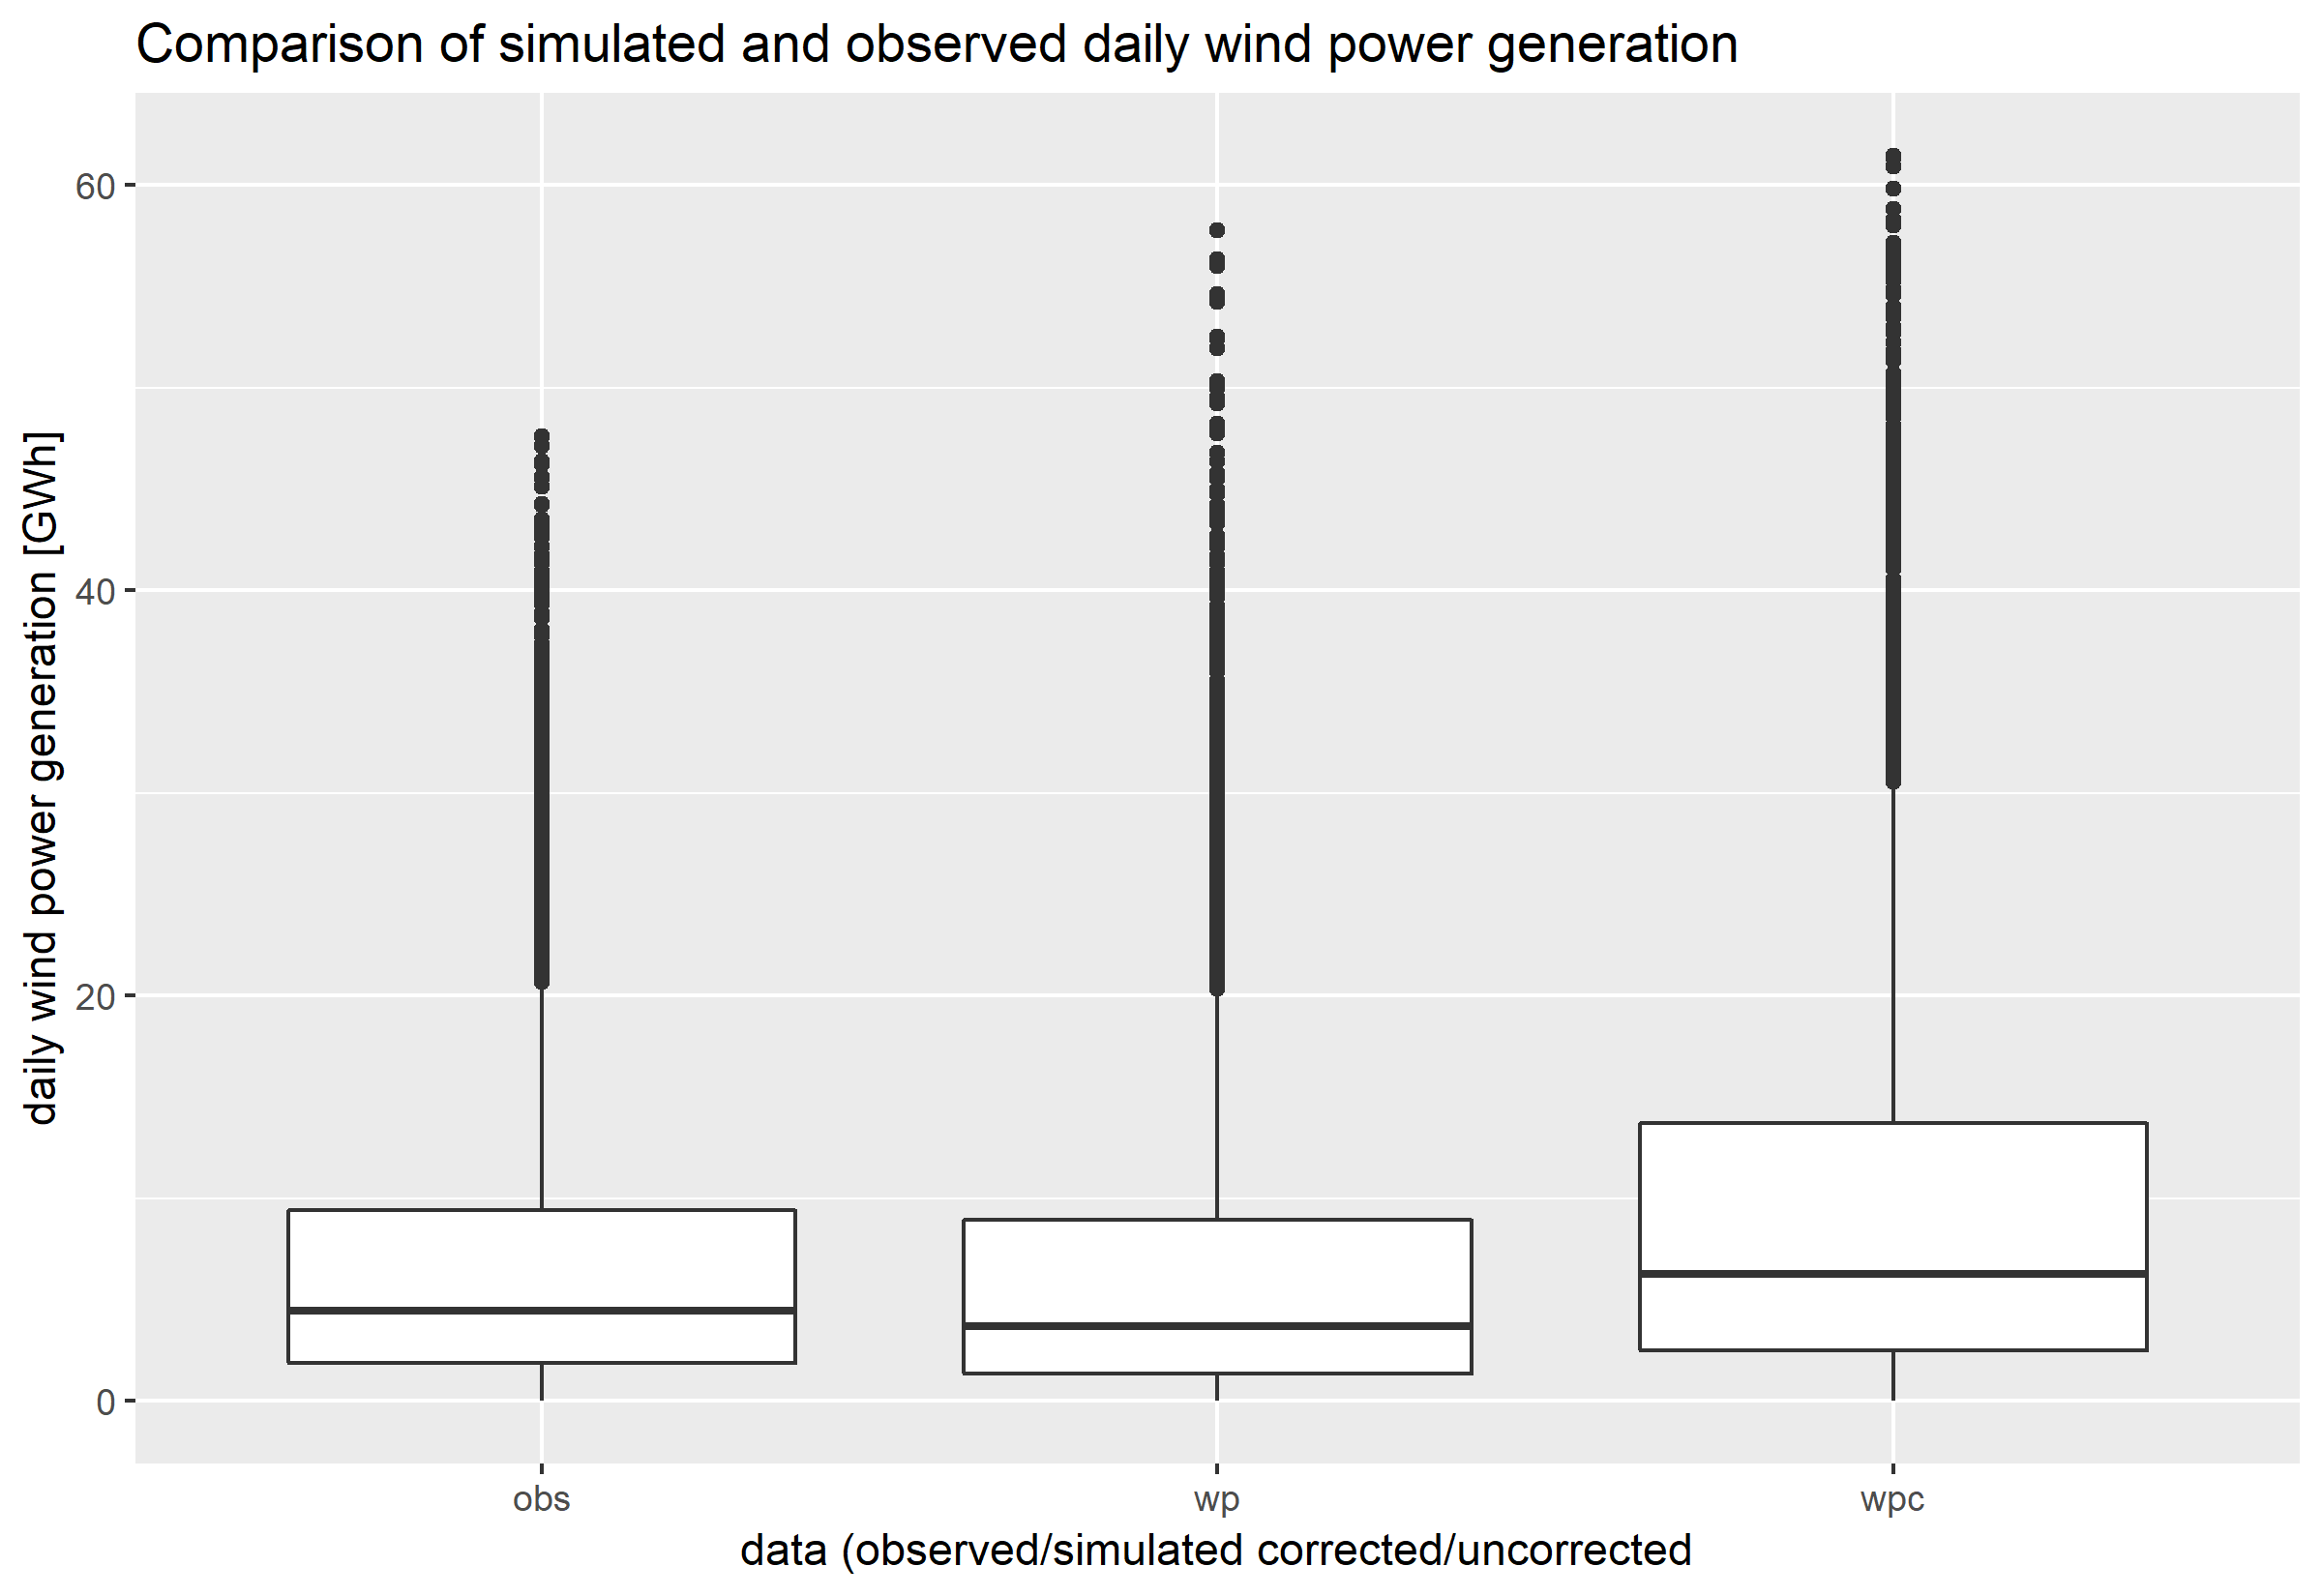 Comparison of simulated and observed daily wind power generation
daily wind power generation [GWh]
60
40
20
0
obs
wp
wpc
data (observed/simulated corrected/uncorrected